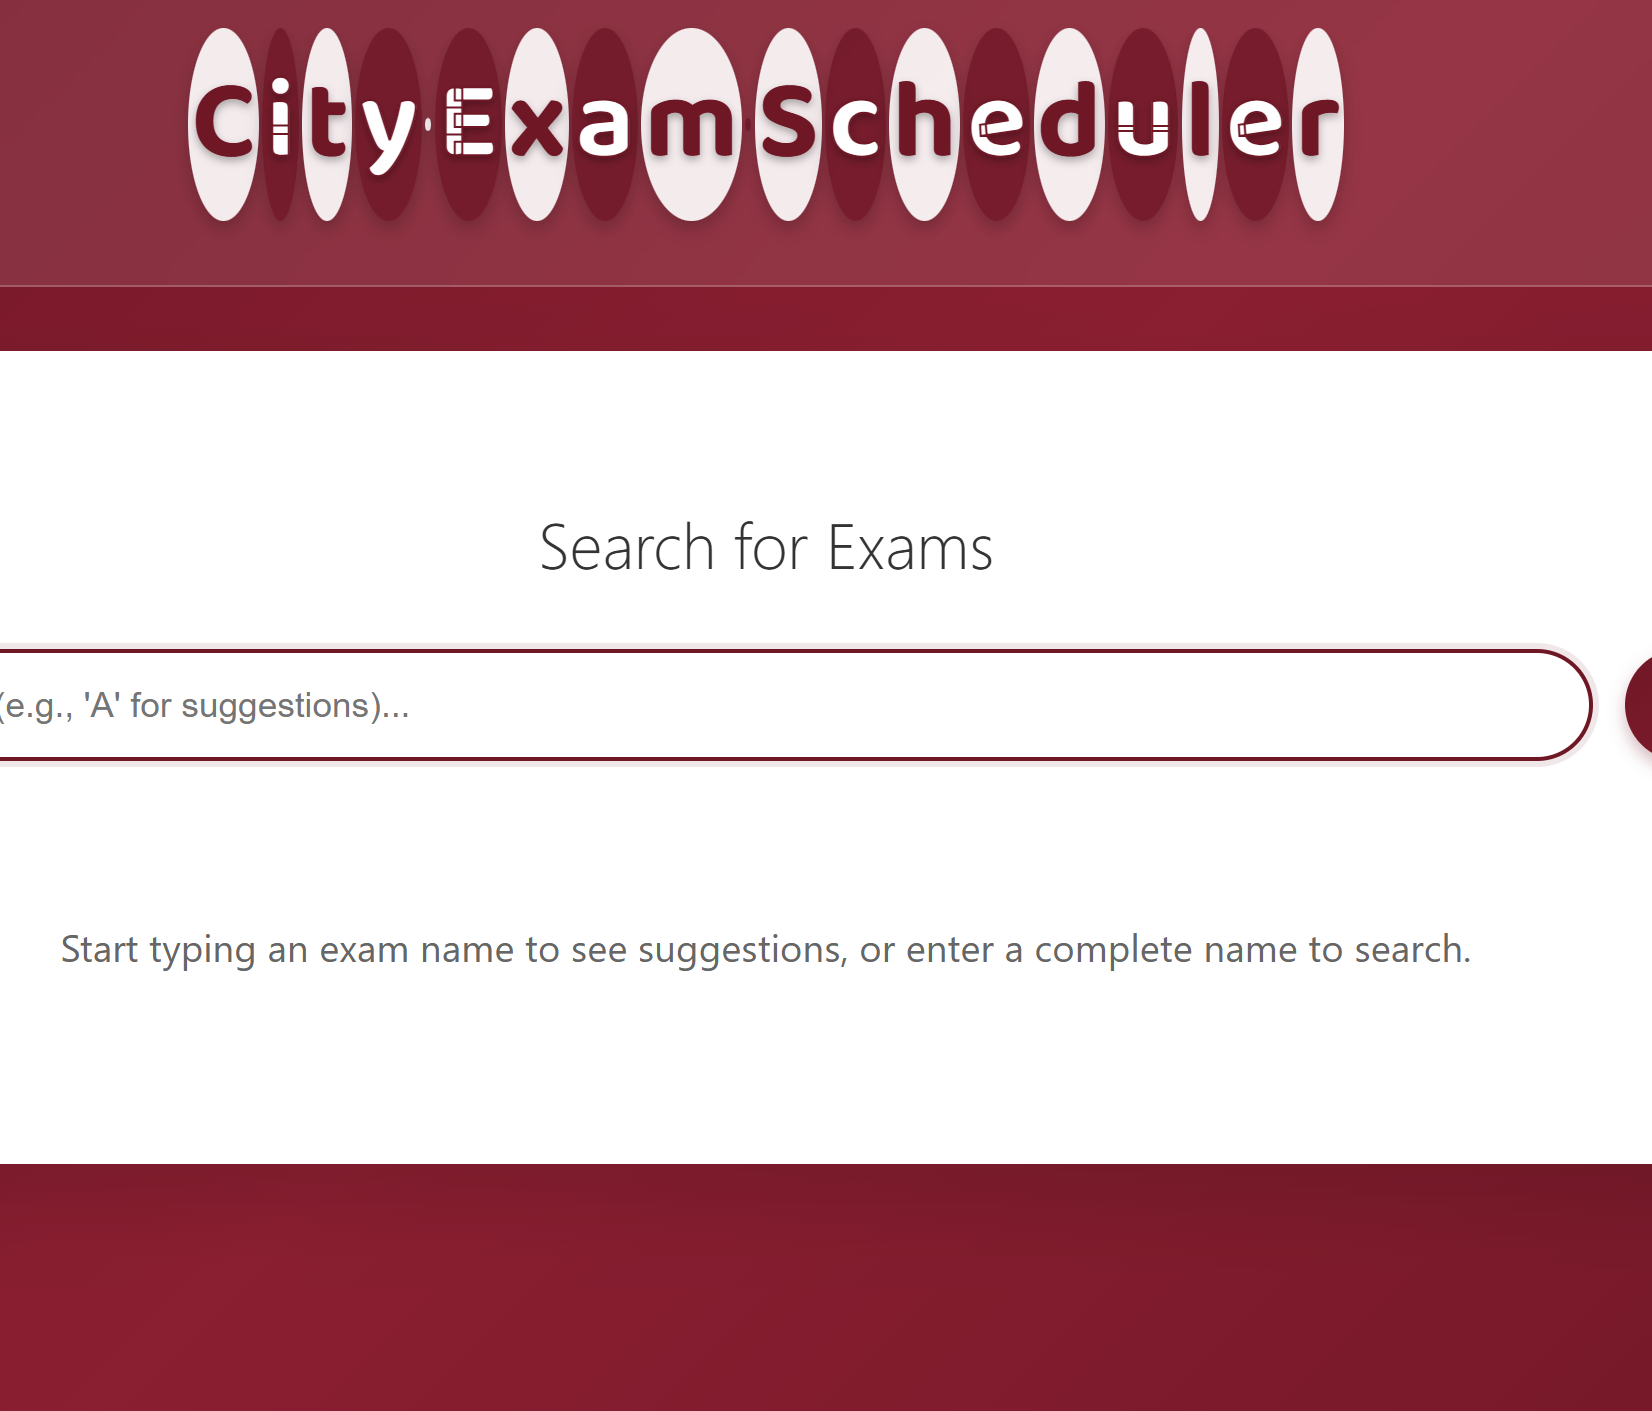 City Exam Scheduler
Search for Exams
(e.g., 'A' for suggestions)...
Start typing an exam name to see suggestions, or enter a complete name to search.